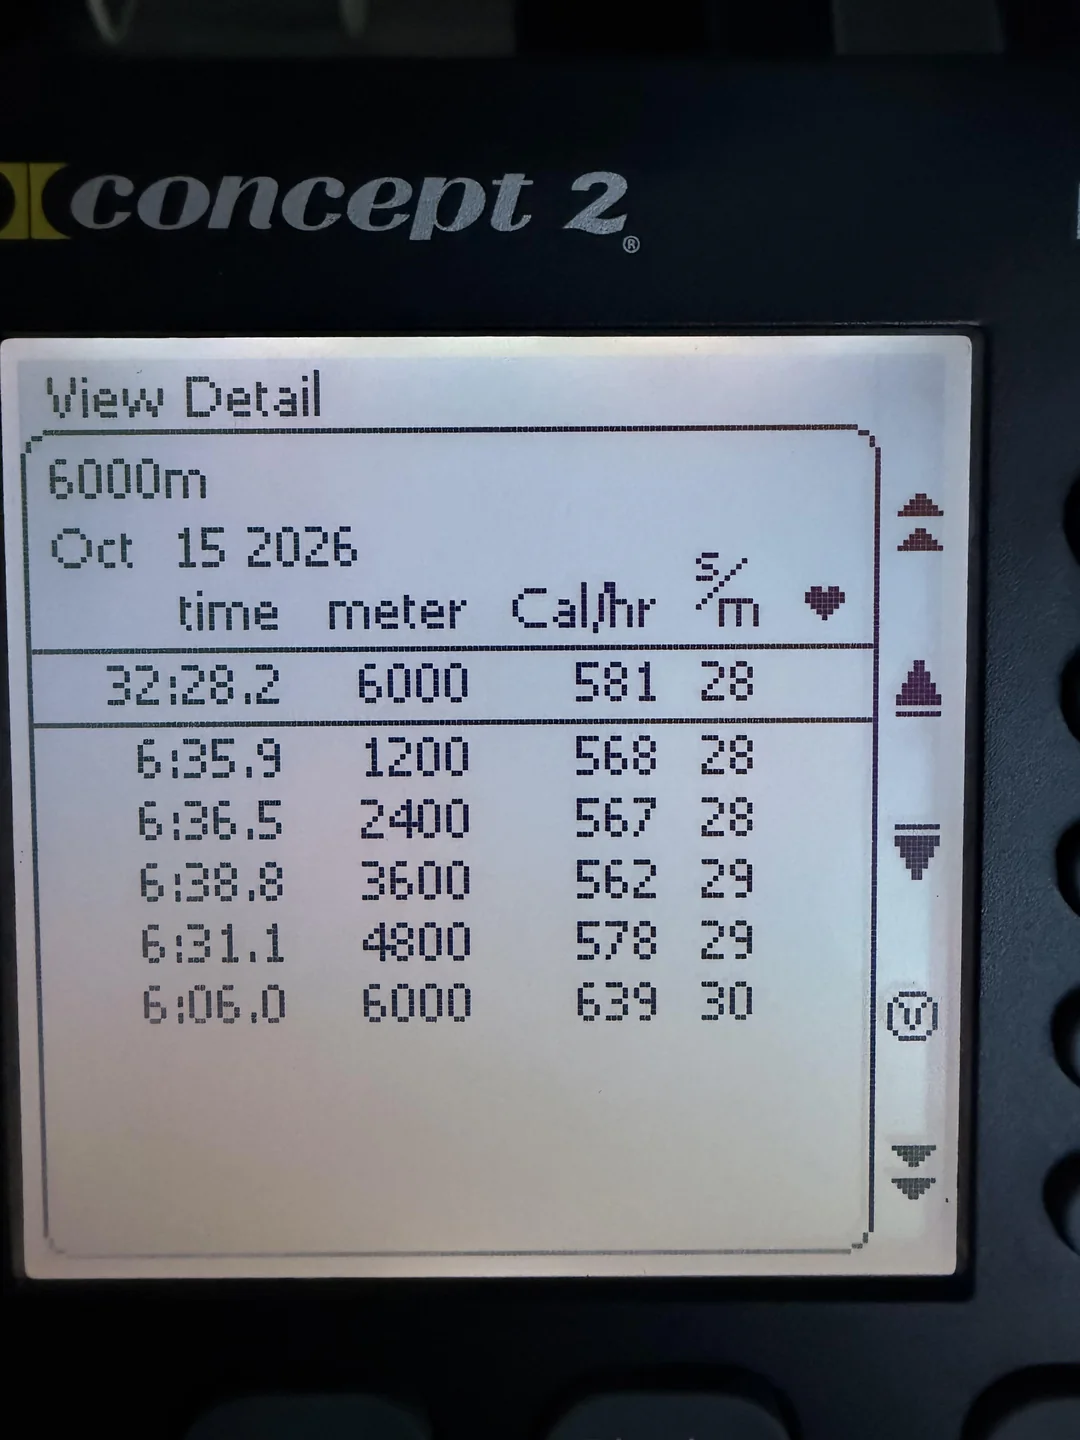 concept 2®
View Detail
6000m
Oct 15 2026
time meter Cal/hr s/m ♥
32:28.2 6000 581 28
6:35.9 1200 568 28
6:36.5 2400 567 28
6:38.8 3600 562 29
6:31.1 4800 578 29
6:06.0 6000 639 30